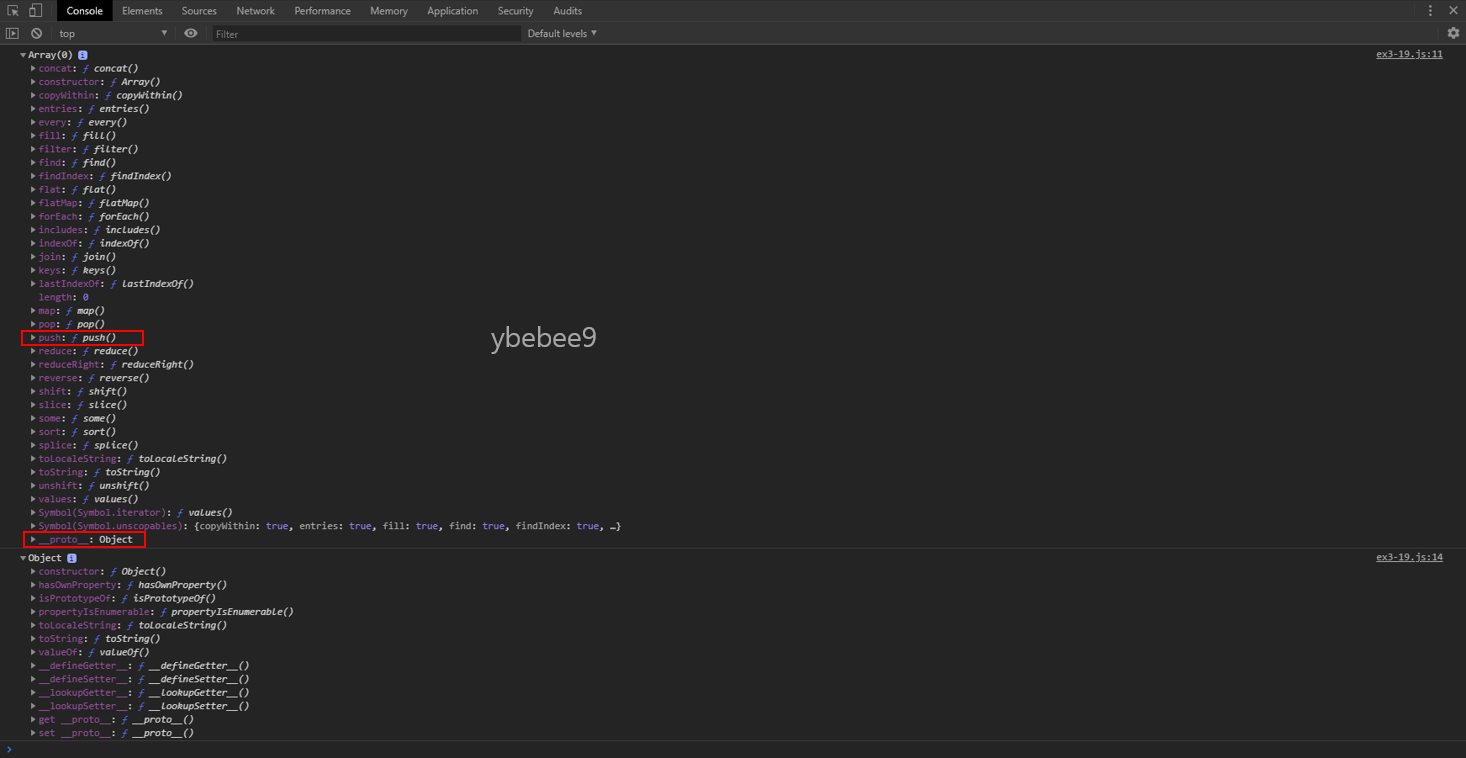 Console Elements Sources Network Performance Memory Application Security Audits
top Filter Default levels
Array(0) ex3-19.js:11
concat: ƒ concat()
constructor: ƒ Array()
copyWithin: ƒ copyWithin()
entries: ƒ entries()
every: ƒ every()
fill: ƒ fill()
filter: ƒ filter()
find: ƒ find()
findIndex: ƒ findIndex()
flat: ƒ flat()
flatMap: ƒ flatMap()
forEach: ƒ forEach()
includes: ƒ includes()
indexOf: ƒ indexOf()
join: ƒ join()
keys: ƒ keys()
lastIndexOf: ƒ lastIndexOf()
length: 0
map: ƒ map()
pop: ƒ pop()
push: ƒ push()
ybebee9
reduce: ƒ reduce()
reduceRight: ƒ reduceRight()
reverse: ƒ reverse()
shift: ƒ shift()
slice: ƒ slice()
some: ƒ some()
sort: ƒ sort()
splice: ƒ splice()
toLocaleString: ƒ toLocaleString()
toString: ƒ toString()
unshift: ƒ unshift()
values: ƒ values()
Symbol(Symbol.iterator): ƒ values()
Symbol(Symbol.unscopables): {copyWithin: true, entries: true, fill: true, find: true, findIndex: true, …}
__proto__: Object
Object ex3-19.js:14
constructor: ƒ Object()
hasOwnProperty: ƒ hasOwnProperty()
isPrototypeOf: ƒ isPrototypeOf()
propertyIsEnumerable: ƒ propertyIsEnumerable()
toLocaleString: ƒ toLocaleString()
toString: ƒ toString()
valueOf: ƒ valueOf()
__defineGetter__: ƒ __defineGetter__()
__defineSetter__: ƒ __defineSetter__()
__lookupGetter__: ƒ __lookupGetter__()
__lookupSetter__: ƒ __lookupSetter__()
get __proto__: ƒ __proto__()
set __proto__: ƒ __proto__()